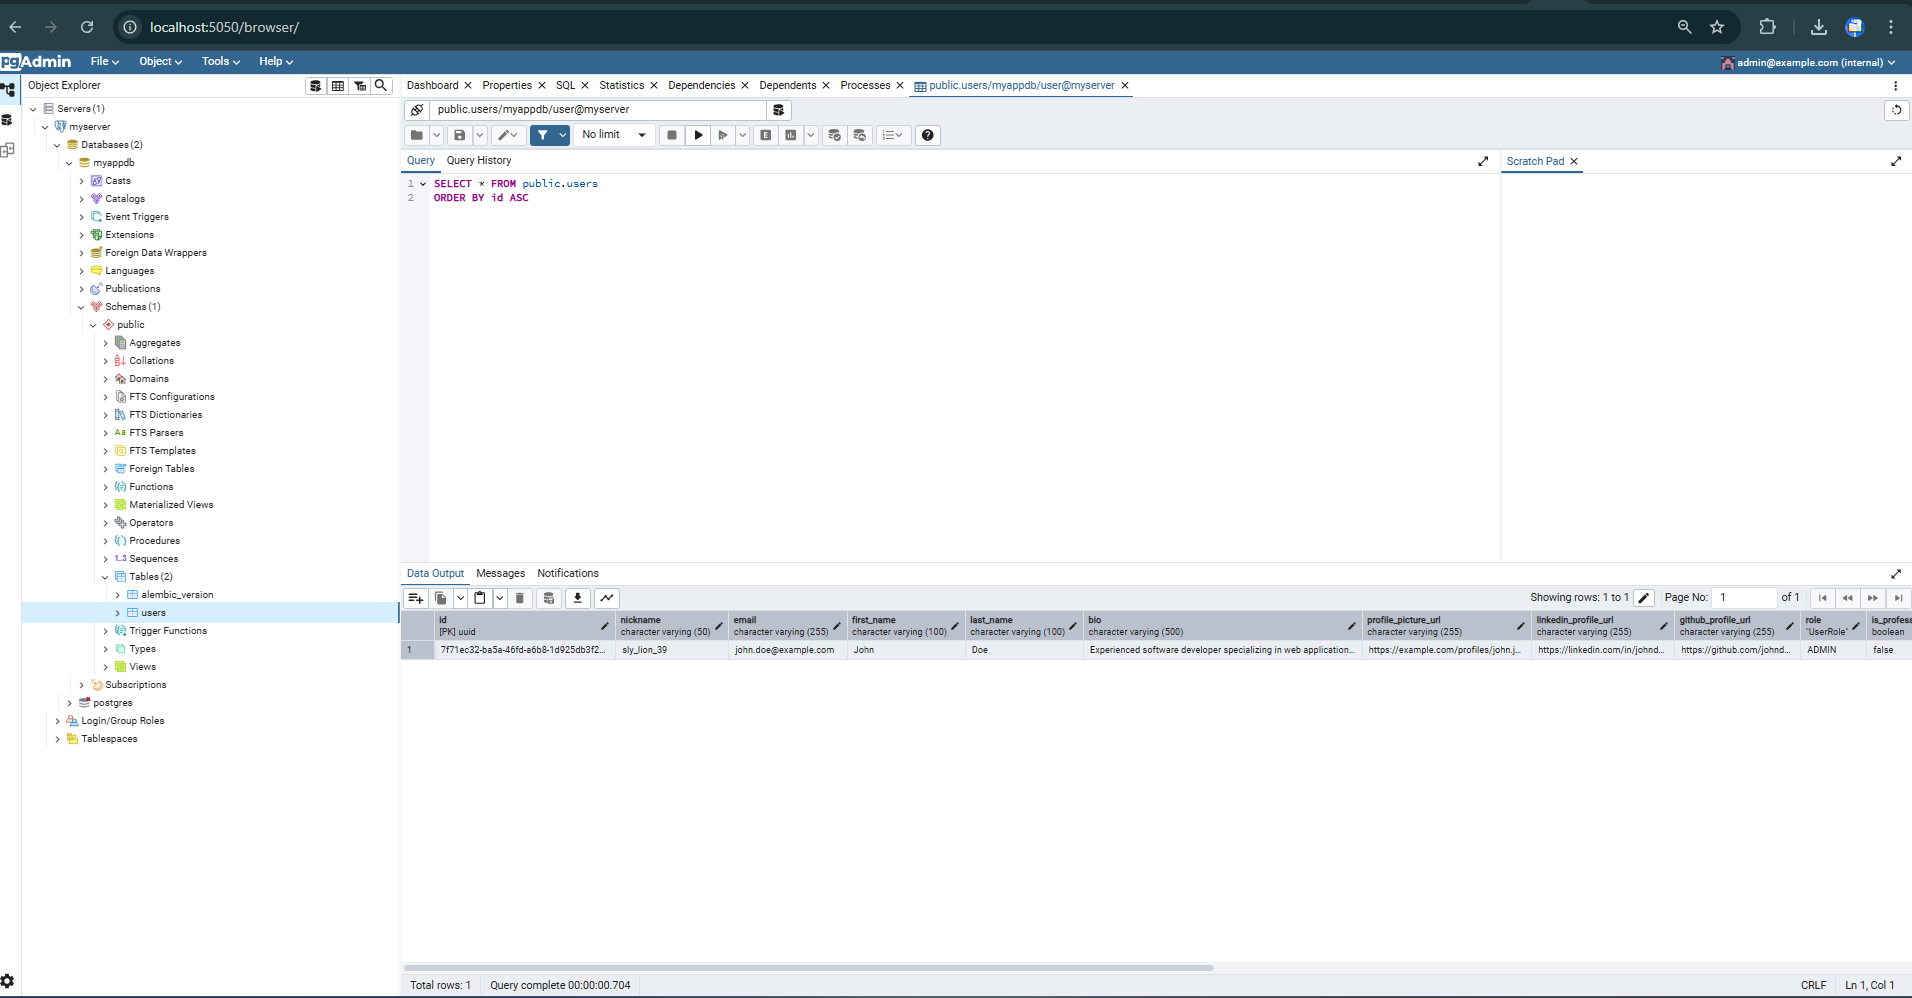 localhost:5050/browser/
pgAdmin File Object Tools Help admin@example.com (internal)
Object Explorer
Dashboard Properties SQL Statistics Dependencies Dependents Processes public.users/myappdb/user@myserver
Servers (1)
myserver
Databases (2)
myappdb
Casts
Catalogs
Event Triggers
Extensions
Foreign Data Wrappers
Languages
Publications
Schemas (1)
public
Aggregates
Collations
Domains
FTS Configurations
FTS Dictionaries
Aa FTS Parsers
FTS Templates
Foreign Tables
Functions
Materialized Views
Operators
Procedures
1..3 Sequences
Tables (2)
alembic_version
users
Trigger Functions
Types
Views
Subscriptions
postgres
Login/Group Roles
Tablespaces
public.users/myappdb/user@myserver
No limit E
Query Query History
Scratch Pad
1 SELECT * FROM public.users
2 ORDER BY id ASC
Data Output Messages Notifications
Showing rows: 1 to 1 Page No: 1 of 1
id nickname email first_name last_name bio profile_picture_url linkedin_profile_url github_profile_url role is_profess
[PK] uuid character varying (50) character varying (255) character varying (100) character varying (100) character varying (500) character varying (255) character varying (255) character varying (255) "UserRole" boolean
1 7f71ec32-ba5a-46fd-a6b8-1d925db3f2... sly_lion_39 john.doe@example.com John Doe Experienced software developer specializing in web application... https://example.com/profiles/john.j... https://linkedin.com/in/johnd... https://github.com/johnd... ADMIN false
Total rows: 1 Query complete 00:00:00.704 CRLF Ln 1, Col 1